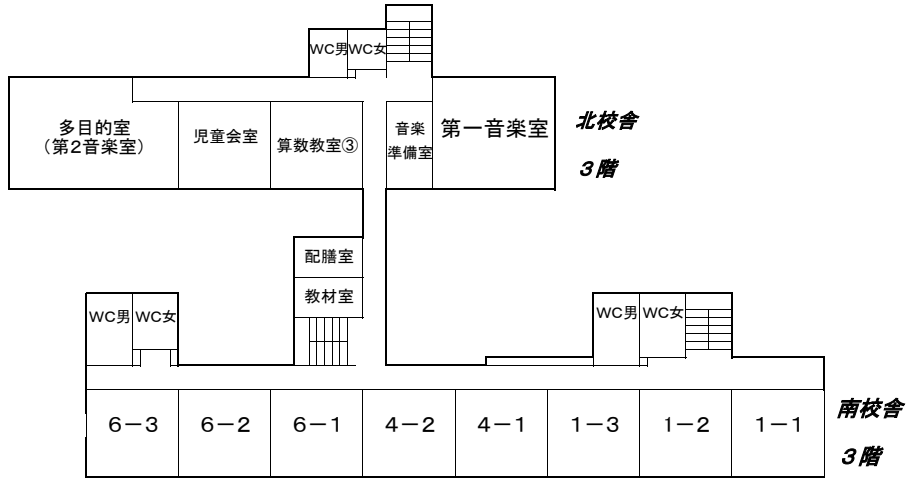 WC男
WC女
多目的室
（第２音楽室）
児童会室
算数教室③
音楽
準備室
第一音楽室
北校舎
３階
配膳室
教材室
WC男
WC女
WC男
WC女
６－３
６－２
６－１
４－２
４－１
１－３
１－２
１－１
南校舎
３階